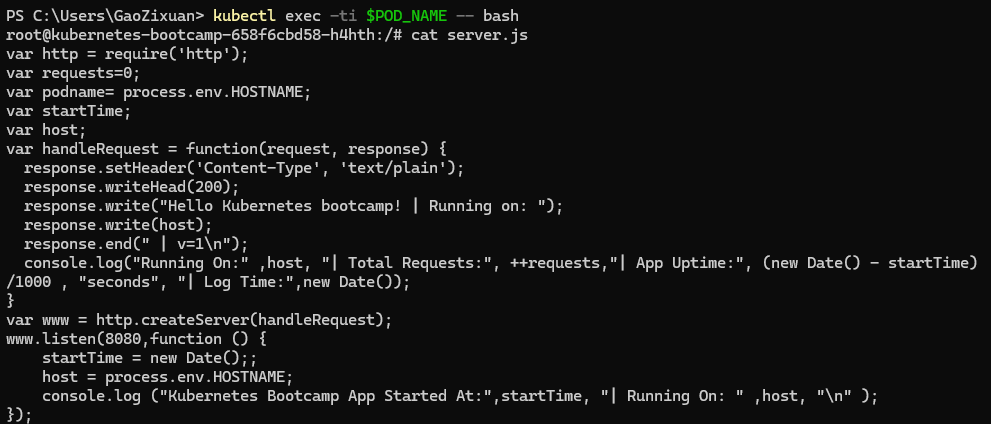 PS C:\Users\GaoZixuan> kubectl exec -ti $POD_NAME -- bash
root@kubernetes-bootcamp-658f6cbd58-h4hth:/# cat server.js
var http = require('http');
var requests=0;
var podname= process.env.HOSTNAME;
var startTime;
var host;
var handleRequest = function(request, response) {
  response.setHeader('Content-Type', 'text/plain');
  response.writeHead(200);
  response.write("Hello Kubernetes bootcamp! | Running on: ");
  response.write(host);
  response.end(" | v=1\n");
  console.log("Running On:" ,host, "| Total Requests:", ++requests,"| App Uptime:", (new Date() - startTime)
/1000 , "seconds", "| Log Time:",new Date());
}
var www = http.createServer(handleRequest);
www.listen(8080,function () {
    startTime = new Date();;
    host = process.env.HOSTNAME;
    console.log ("Kubernetes Bootcamp App Started At:",startTime, "| Running On: " ,host, "\n" );
});